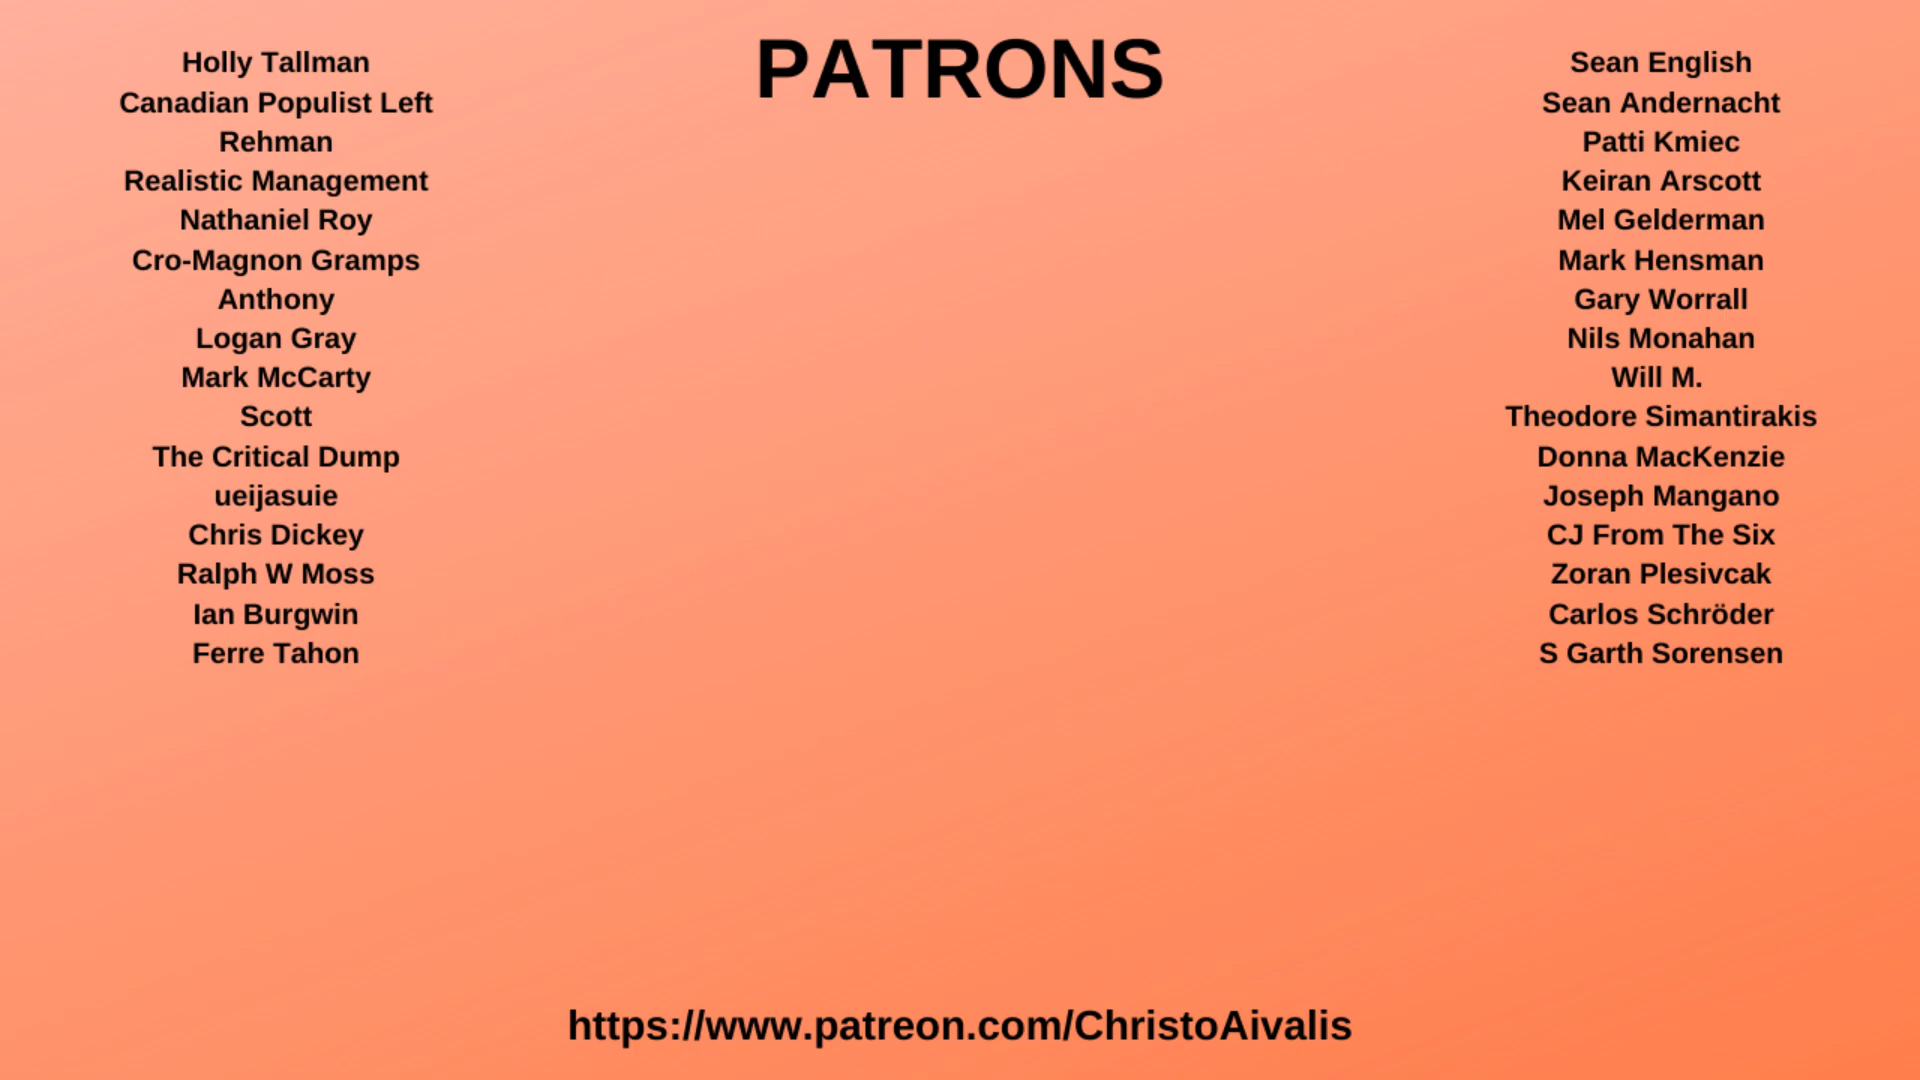 PATRONS
Holly Tallman
Canadian Populist Left
Rehman
Realistic Management
Nathaniel Roy
Cro-Magnon Gramps
Anthony
Logan Gray
Mark McCarty
Scott
The Critical Dump
ueijasuie
Chris Dickey
Ralph W Moss
Ian Burgwin
Ferre Tahon
Sean English
Sean Andernacht
Patti Kmiec
Keiran Arscott
Mel Gelderman
Mark Hensman
Gary Worrall
Nils Monahan
Will M.
Theodore Simantirakis
Donna MacKenzie
Joseph Mangano
CJ From The Six
Zoran Plesivcak
Carlos Schröder
S Garth Sorensen
https://www.patreon.com/ChristoAivalis